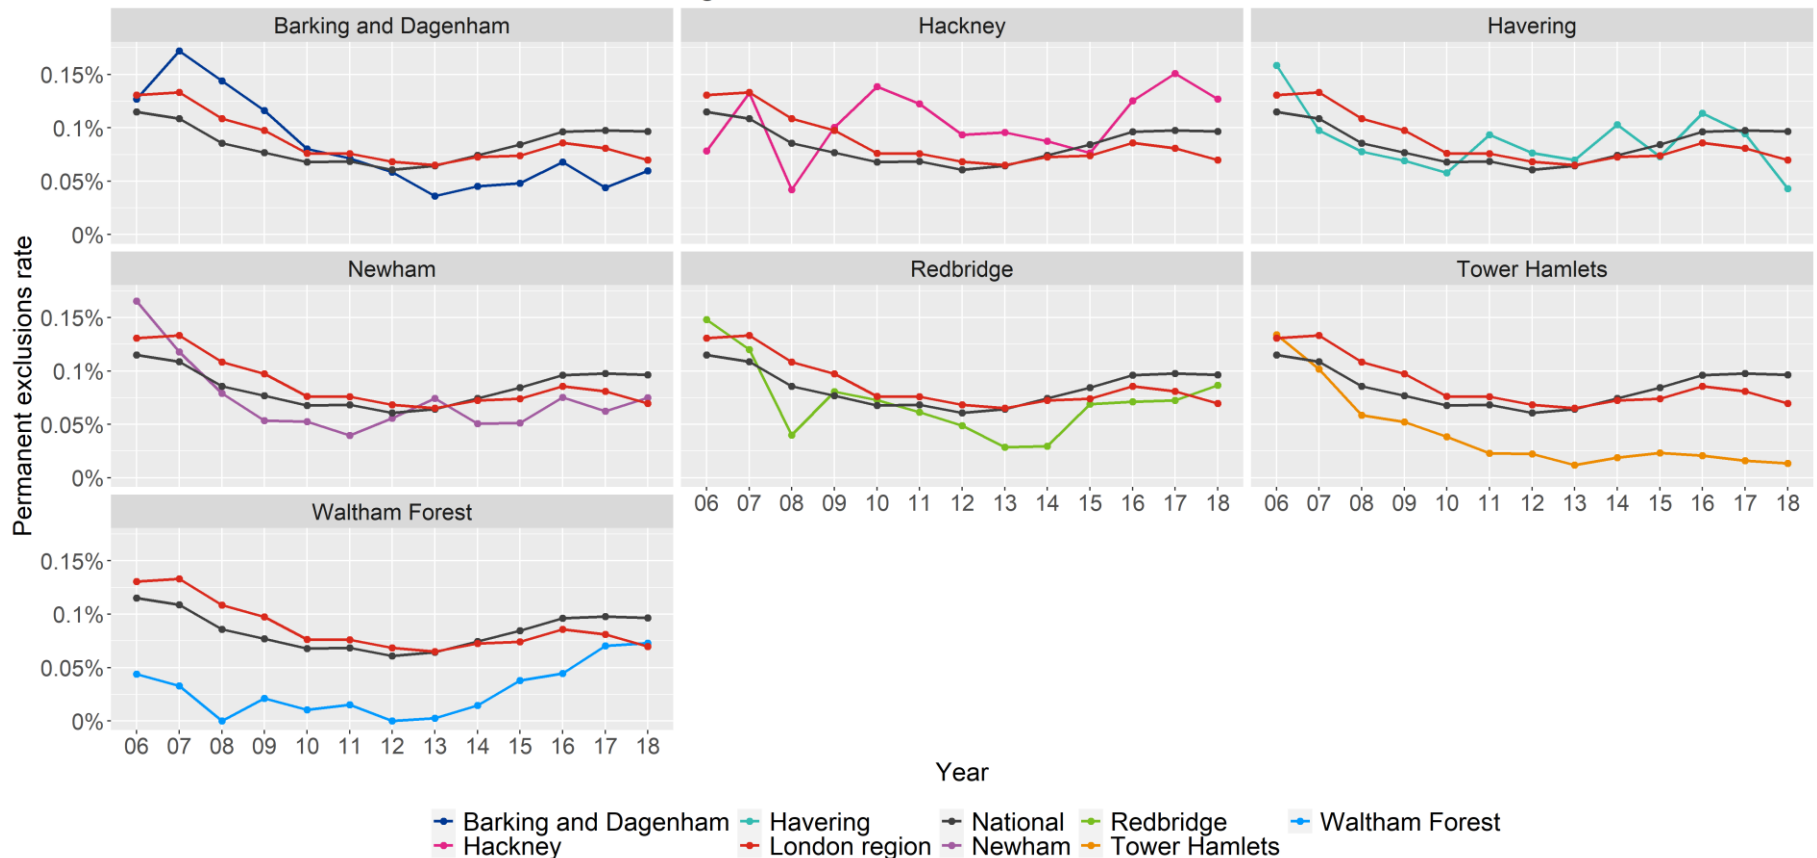 Barking and Dagenham Hackney Havering
0.15%
0.1%
0.05%
0%
Newham Redbridge Tower Hamlets
0.15%
0.1%
0.05%
0%
06 07 08 09 10 11 12 13 14 15 16 17 18 06 07 08 09 10 11 12 13 14 15 16 17 18
Waltham Forest
0.15%
0.1%
0.05%
0%
06 07 08 09 10 11 12 13 14 15 16 17 18
Permanent exclusions rate
Year
Barking and Dagenham Havering National Redbridge Waltham Forest
Hackney London region Newham Tower Hamlets